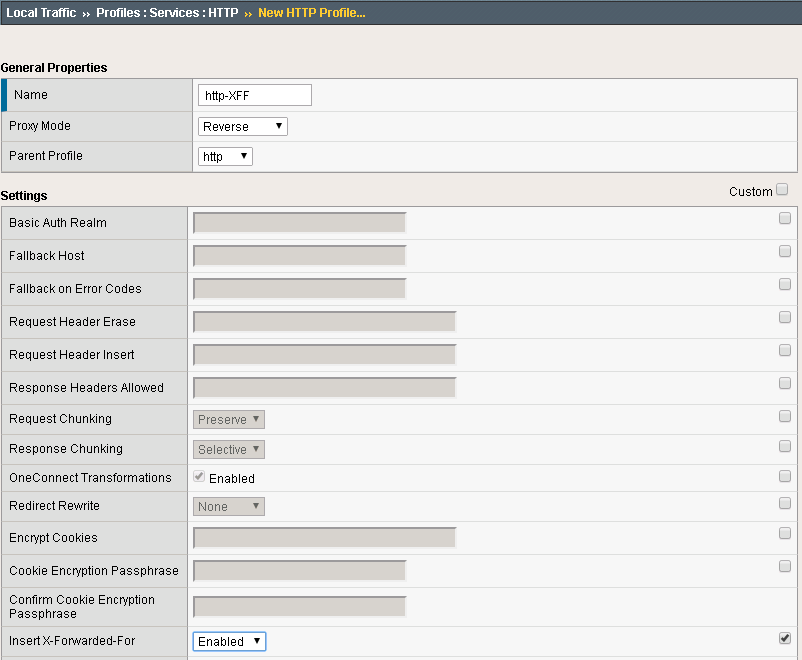 Local Traffic ›› Profiles : Services : HTTP ›› New HTTP Profile...
General Properties
Name http-XFF
Proxy Mode Reverse
Parent Profile http
Settings Custom
Basic Auth Realm
Fallback Host
Fallback on Error Codes
Request Header Erase
Request Header Insert
Response Headers Allowed
Request Chunking Preserve
Response Chunking Selective
OneConnect Transformations Enabled
Redirect Rewrite None
Encrypt Cookies
Cookie Encryption Passphrase
Confirm Cookie Encryption
Passphrase
Insert X-Forwarded-For Enabled